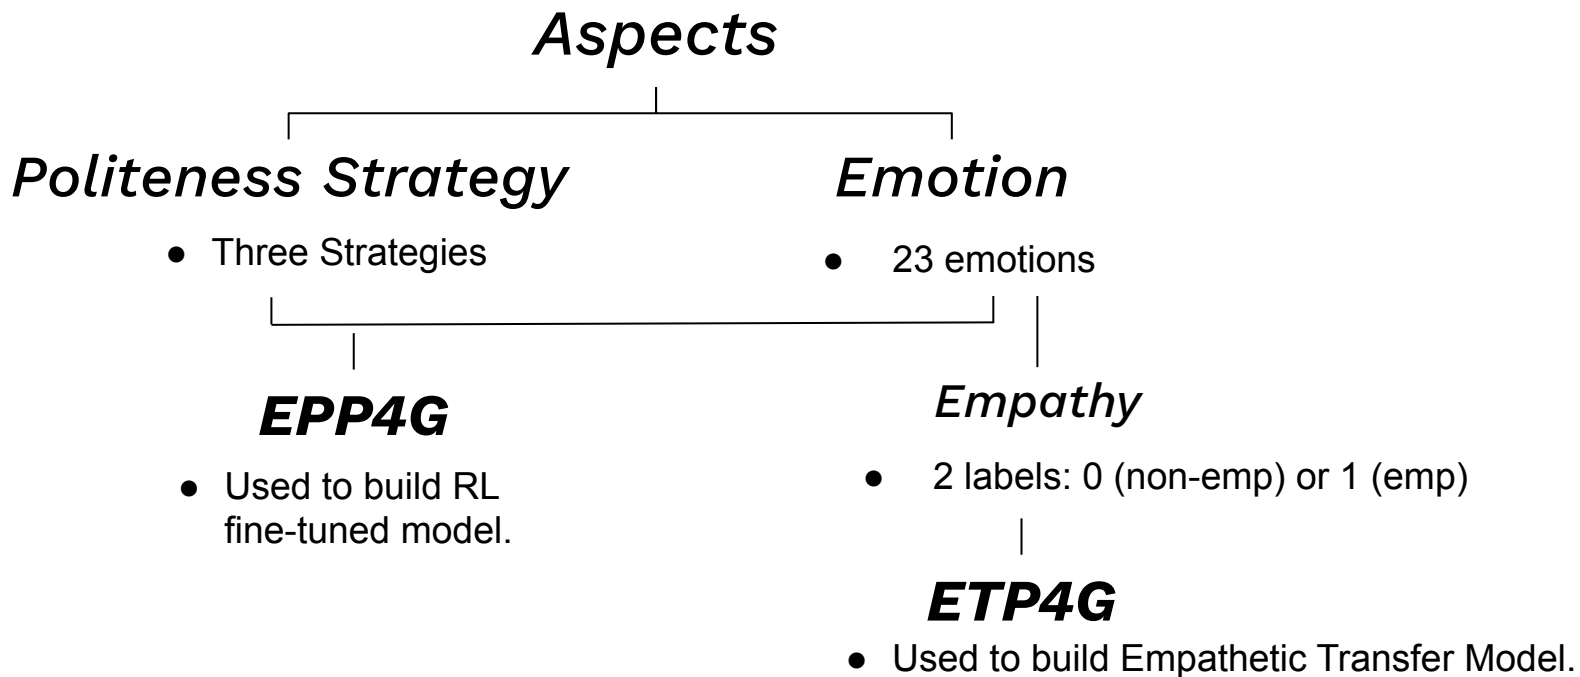 Aspects
Politeness Strategy
Emotion
● Three Strategies
● 23 emotions
EPP4G
● Used to build RL
fine-tuned model.
Empathy
● 2 labels: 0 (non-emp) or 1 (emp)
ETP4G
● Used to build Empathetic Transfer Model.